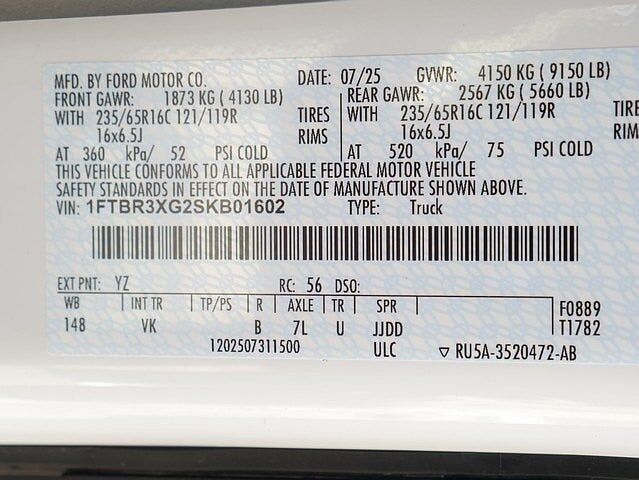 MFD. BY FORD MOTOR CO. DATE: 07/25 GVWR: 4150 KG ( 9150 LB)
FRONT GAWR: 1873 KG ( 4130 LB) REAR GAWR: 2567 KG ( 5660 LB)
WITH 235/65R16C 121/119R TIRES WITH 235/65R16C 121/119R TIRE
16x6.5J RIMS 16x6.5J RIM
AT 360 kPa/ 52 PSI COLD AT 520 kPa/ 75 PSI COLD
THIS VEHICLE CONFORMS TO ALL APPLICABLE FEDERAL MOTOR VEHICLE
SAFETY STANDARDS IN EFFECT ON THE DATE OF MANUFACTURE SHOWN ABOVE.
VIN: 1FTBR3XG2SKB01602 TYPE: Truck
EXT PNT: YZ RC: 56 DSO:
WB INT TR TP/PS R AXLE TR SPR F0889
148 VK B 7L U JJDD T1782
1202507311500 ULC ▽ RU5A-3520472-AB